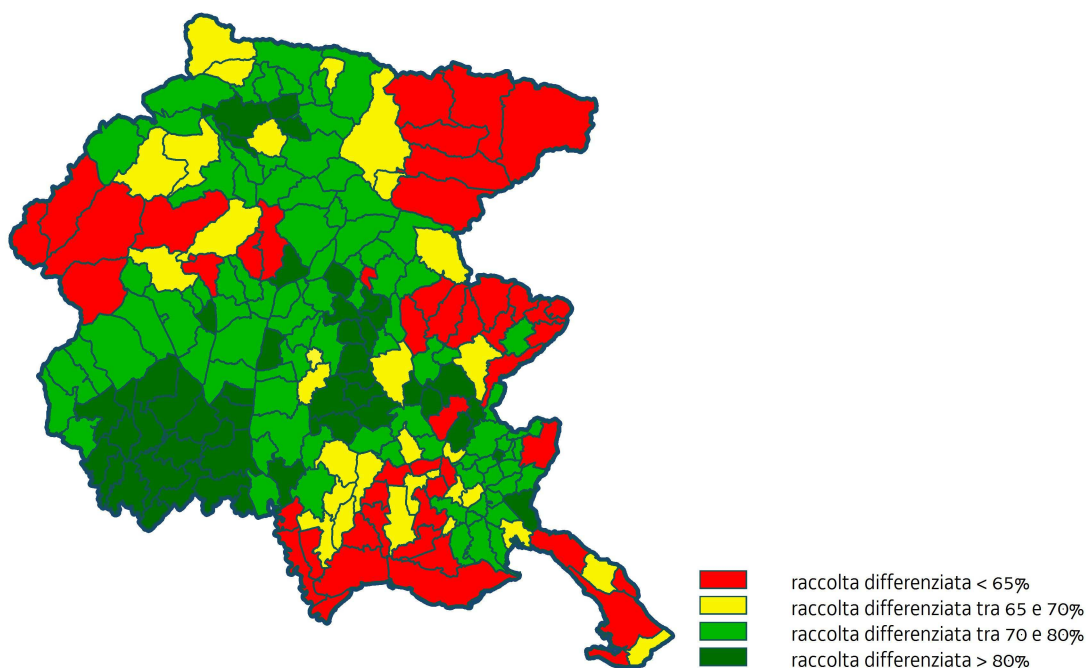 raccolta differenziata < 65%
raccolta differenziata tra 65 e 70%
raccolta differenziata tra 70 e 80%
raccolta differenziata > 80%